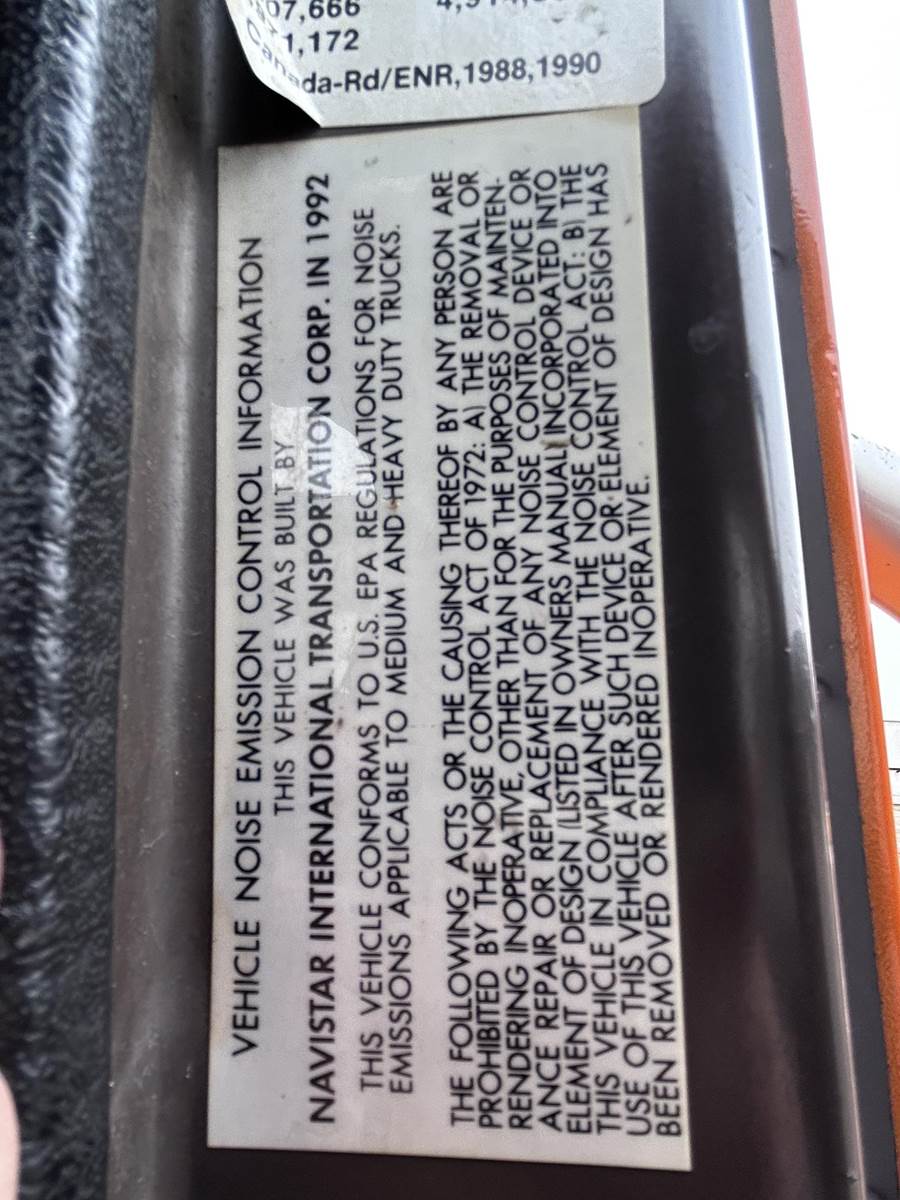 07,666
1,172
Canada-Rd/ENR,1988,1990
VEHICLE NOISE EMISSION CONTROL INFORMATION
THIS VEHICLE WAS BUILT BY
NAVISTAR INTERNATIONAL TRANSPORTATION CORP. IN 1992
THIS VEHICLE CONFORMS TO U.S. EPA REGULATIONS FOR NOISE
EMISSIONS APPLICABLE TO MEDIUM AND HEAVY DUTY TRUCKS.
THE FOLLOWING ACTS OR THE CAUSING THEREOF BY ANY PERSON ARE
PROHIBITED BY THE NOISE CONTROL ACT OF 1972: A) THE REMOVAL OR
RENDERING INOPERATIVE, OTHER THAN FOR THE PURPOSES OF MAINTEN-
ANCE REPAIR OR REPLACEMENT OF ANY NOISE CONTROL DEVICE OR
ELEMENT OF DESIGN (LISTED IN OWNERS MANUAL) INCORPORATED INTO
THIS VEHICLE IN COMPLIANCE WITH THE NOISE CONTROL ACT: B) THE
USE OF THIS VEHICLE AFTER SUCH DEVICE OR ELEMENT OF DESIGN HAS
BEEN REMOVED OR RENDERED INOPERATIVE.